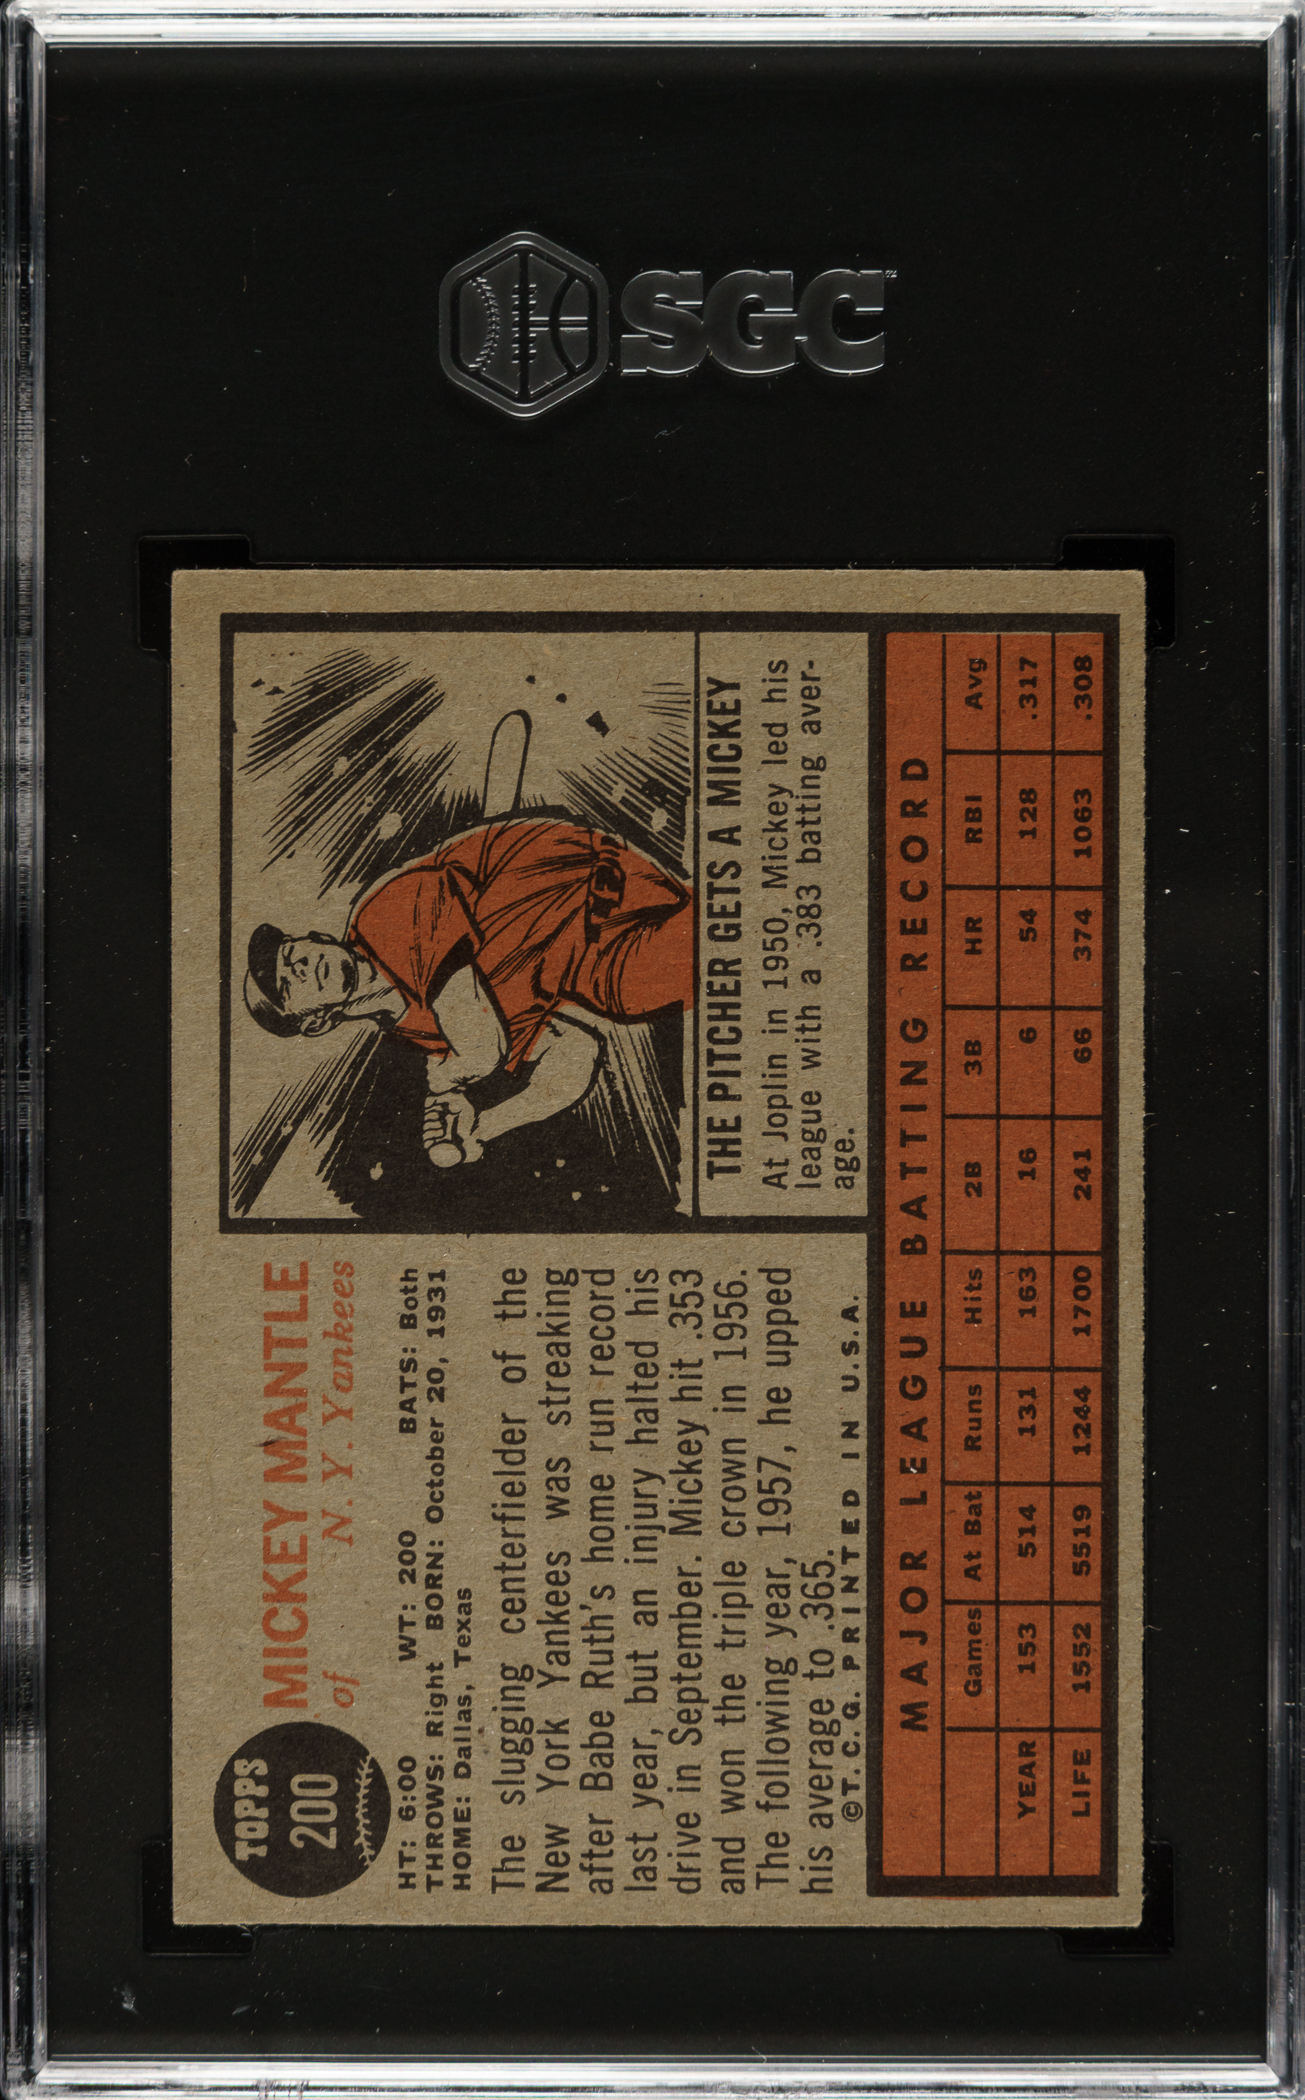 SGC
TOPPS
200
MICKEY MANTLE
of N. Y. Yankees
HT: 6:00 WT: 200 BATS: Both
THROWS: Right BORN: October 20, 1931
HOME: Dallas, Texas
The slugging centerfielder of the
New York Yankees was streaking
after Babe Ruth's home run record
last year, but an injury halted his
drive in September. Mickey hit .353
and won the triple crown in 1956.
The following year, 1957, he upped
his average to .365.
©T.C.G. PRINTED IN U.S.A.
THE PITCHER GETS A MICKEY
At Joplin in 1950, Mickey led his
league with a .383 batting aver-
age.
MAJOR LEAGUE BATTING RECORD
Games At Bat Runs Hits 2B 3B HR RBI Avg
YEAR 153 514 131 163 16 6 54 128 .317
LIFE 1552 5519 1244 1700 241 66 374 1063 .308